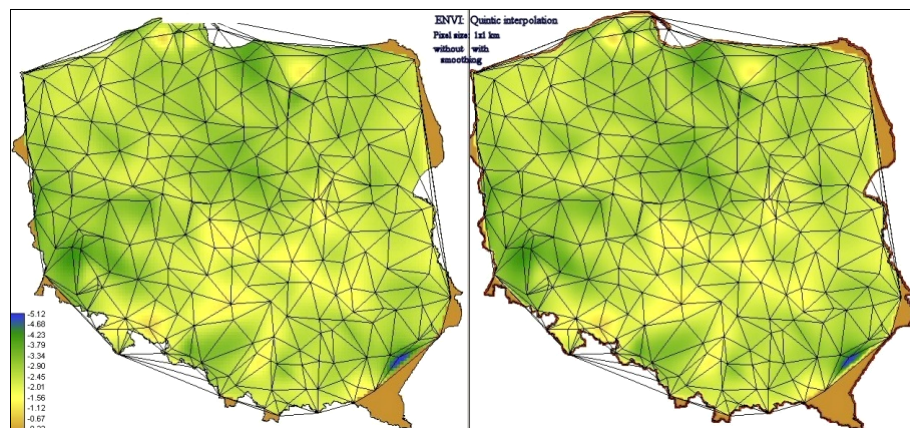 ENVI: Quintic interpolation
Pixel size: 1x1 km
without with
smoothing
-5.12
-4.68
-4.23
-3.79
-3.34
-2.90
-2.45
-2.01
-1.56
-1.12
-0.67